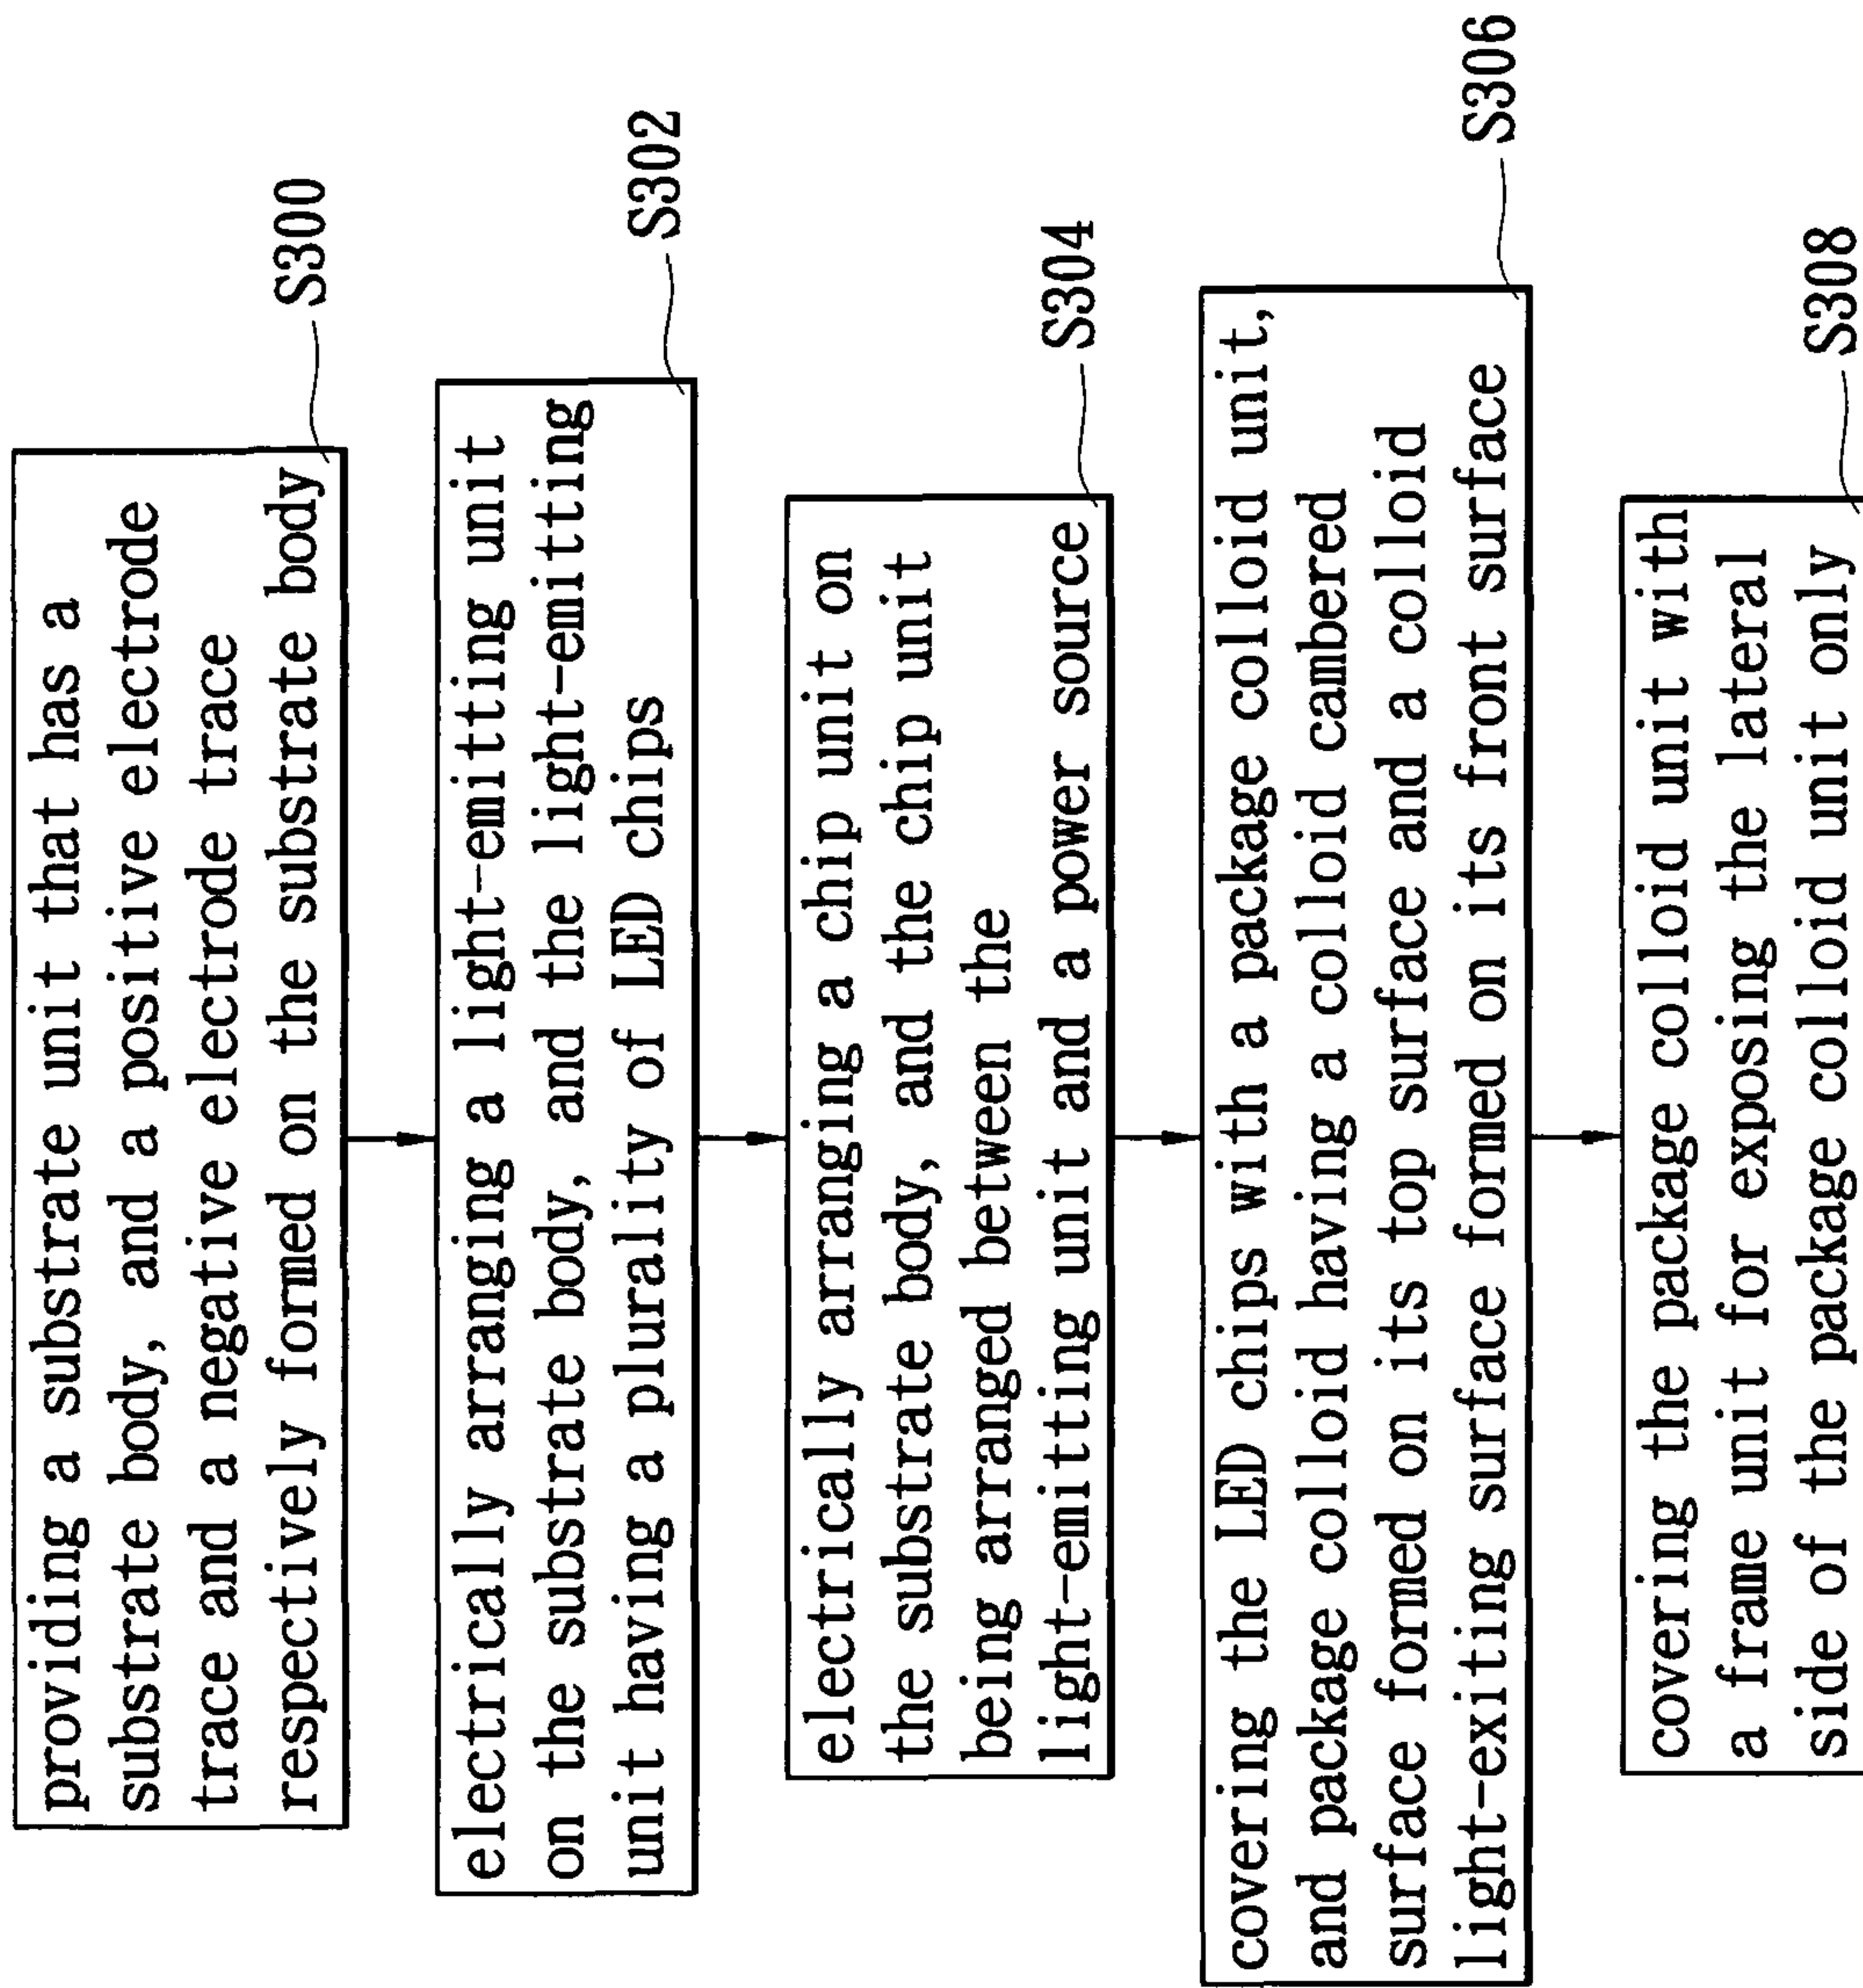 providing a substrate unit that has a
substrate body, and a positive electrode
trace and a negative electrode trace
respectively formed on the substrate body
S300
electrically arranging a light-emitting unit
on the substrate body, and the light-emitting
unit having a plurality of LED chips
S302
electrically arranging a chip unit on
the substrate body, and the chip unit
being arranged between the
light-emitting unit and a power source
S304
covering the LED chips with a package colloid unit,
and package colloid having a colloid cambered
surface formed on its top surface and a colloid
light-exiting surface formed on its front surface
S306
covering the package colloid unit with
a frame unit for exposing the lateral
side of the package colloid unit only
S308